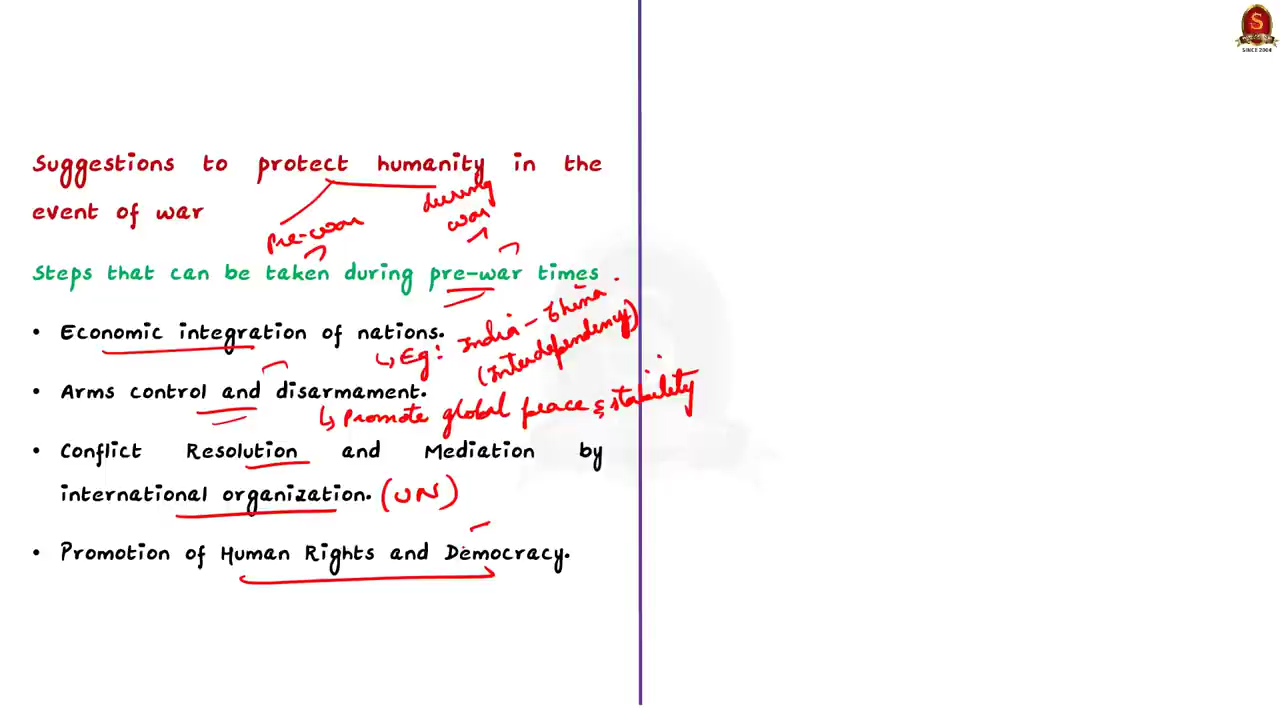 S
SINCE 2004
Suggestions to protect humanity in the
event of war
Pre-war
during
war
Steps that can be taken during pre-war times
• Economic integration of nations.
↳ Eg: India - China
(Interdependency)
• Arms control and disarmament.
↳ Promote global peace & stability
• Conflict Resolution and Mediation by
international organization. (UN)
• Promotion of Human Rights and Democracy.